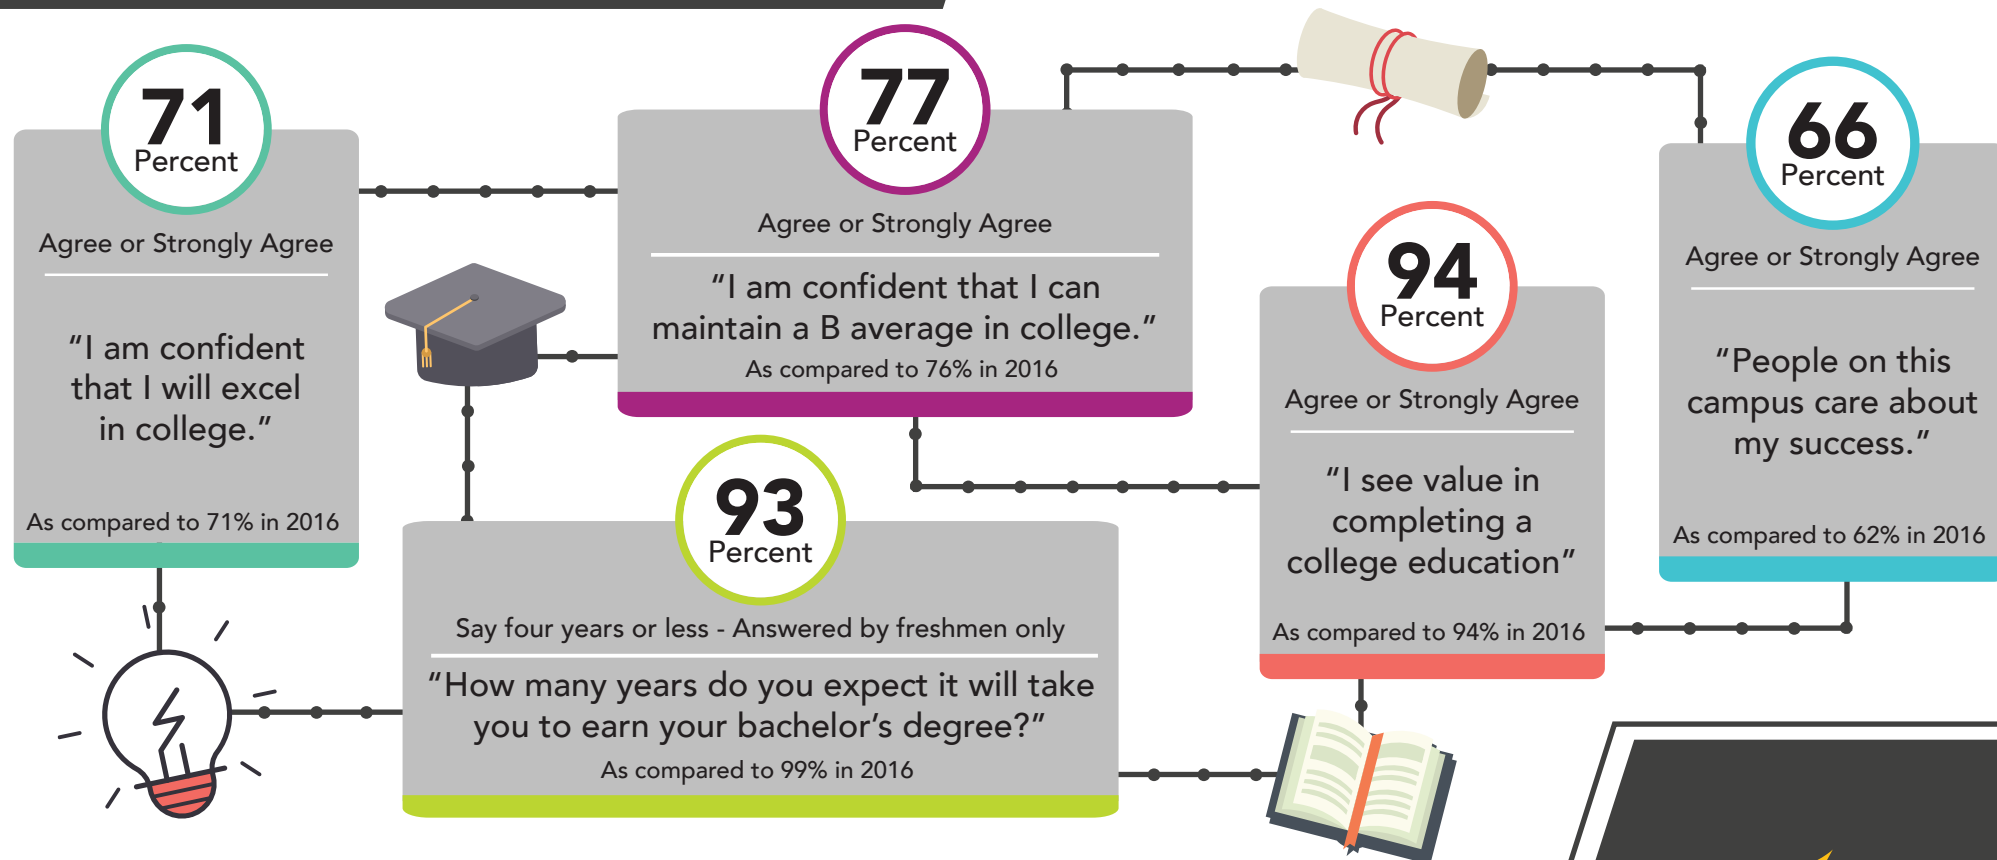 71
Percent
Agree or Strongly Agree
“I am confident
that I will excel
in college.”
As compared to 71% in 2016
77
Percent
Agree or Strongly Agree
“I am confident that I can
maintain a B average in college.”
As compared to 76% in 2016
93
Percent
Say four years or less - Answered by freshmen only
“How many years do you expect it will take
you to earn your bachelor’s degree?”
As compared to 99% in 2016
94
Percent
Agree or Strongly Agree
“I see value in
completing a
college education”
As compared to 94% in 2016
66
Percent
Agree or Strongly Agree
“People on this
campus care about
my success.”
As compared to 62% in 2016